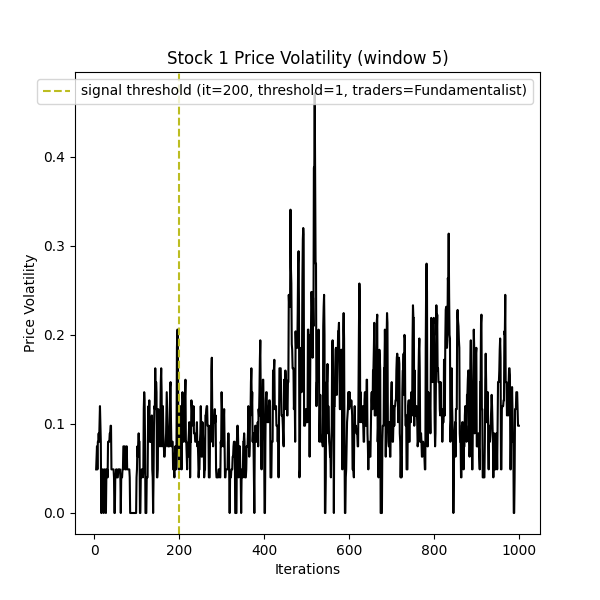 Stock 1 Price Volatility (window 5)
signal threshold (it=200, threshold=1, traders=Fundamentalist)
Price Volatility
0.4
0.3
0.2
0.1
0.0
0 200 400 600 800 1000
Iterations